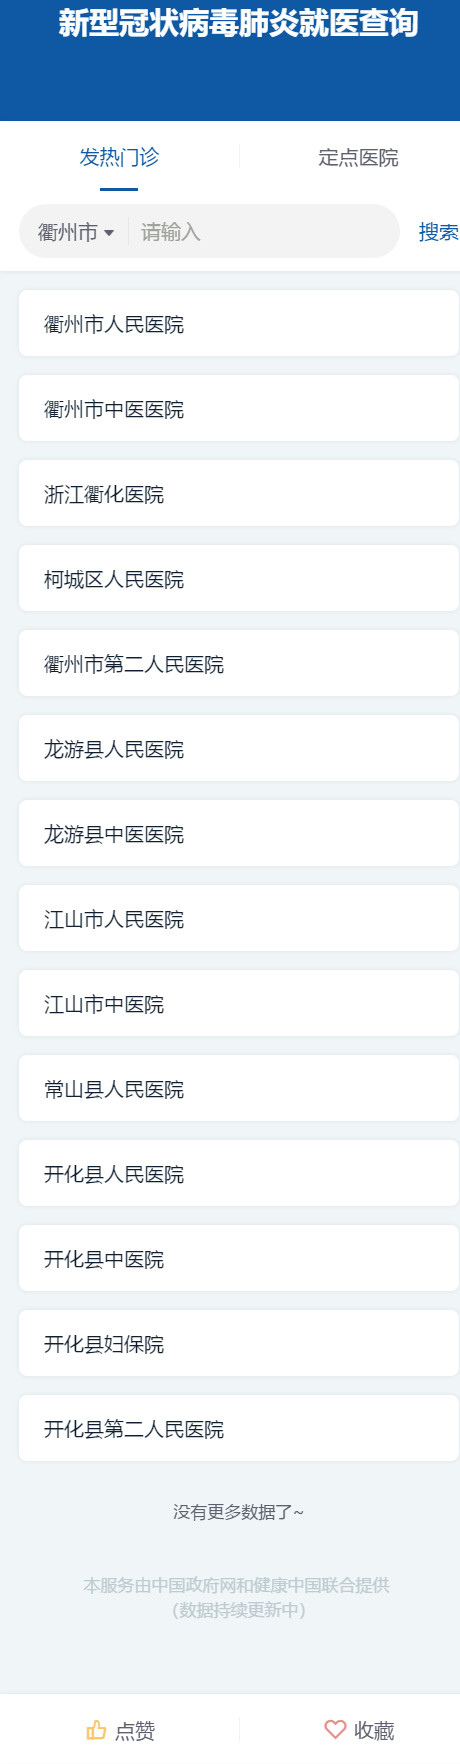 新型冠状病毒肺炎就医查询
发热门诊 定点医院
衢州市 请输入 搜索
衢州市人民医院
衢州市中医医院
浙江衢化医院
柯城区人民医院
衢州市第二人民医院
龙游县人民医院
龙游县中医医院
江山市人民医院
江山市中医院
常山县人民医院
开化县人民医院
开化县中医院
开化县妇保院
开化县第二人民医院
没有更多数据了~
本服务由中国政府网和健康中国联合提供
（数据持续更新中）
点赞 收藏